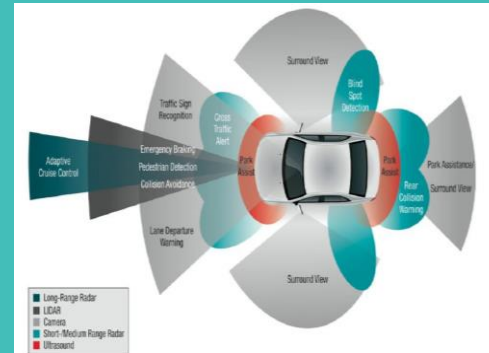 Surround View
Blind
Spot
Detection
Traffic Sign
Recognition
Cross
Traffic
Alert
Emergency Braking
Pedestrian Detection
Collision Avoidance
Adaptive
Cruise Control
Park
Assist
Park
Assist
Park Assistance/
Surround View
Rear
Collision
Warning
Lane Departure
Warning
Surround View
Long-Range Radar
LIDAR
Camera
Short-/Medium Range Radar
Ultrasound